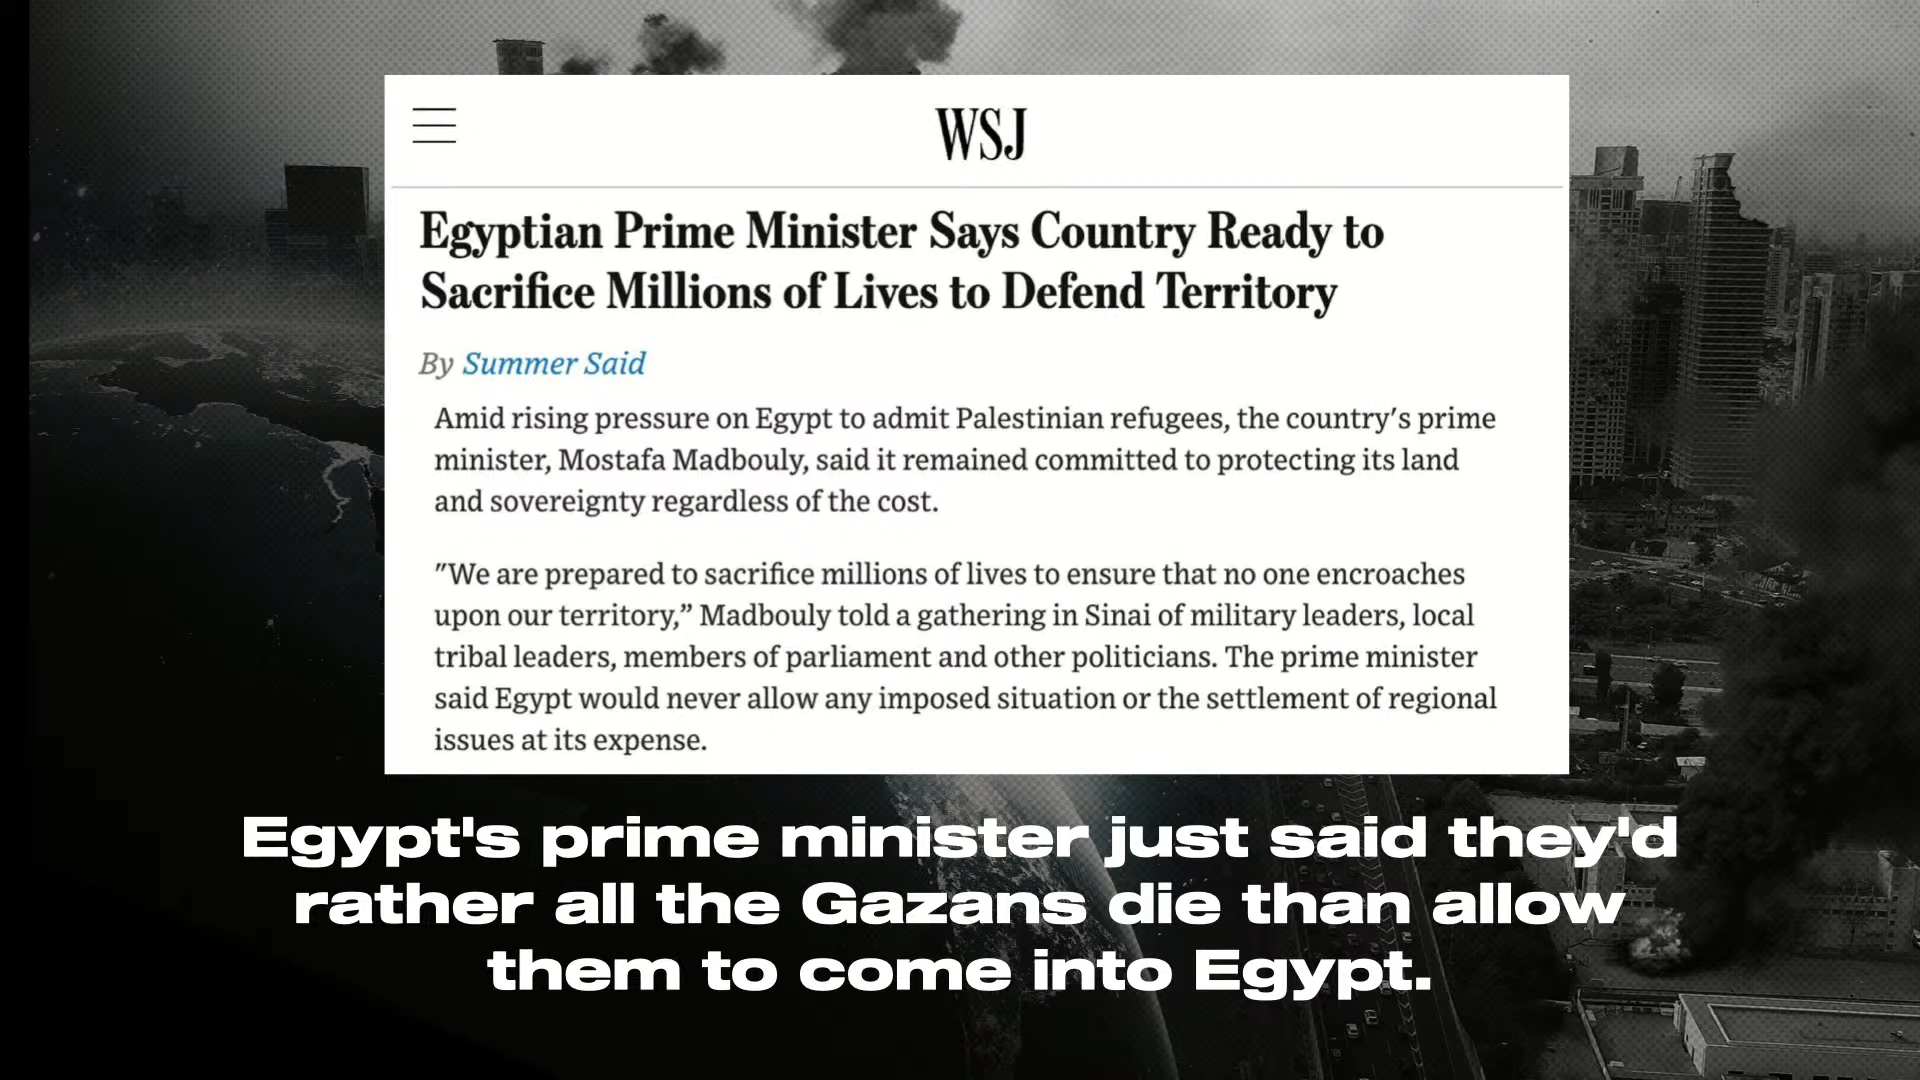 WSJ
Egyptian Prime Minister Says Country Ready to
Sacrifice Millions of Lives to Defend Territory
By Summer Said
Amid rising pressure on Egypt to admit Palestinian refugees, the country's prime
minister, Mostafa Madbouly, said it remained committed to protecting its land
and sovereignty regardless of the cost.
"We are prepared to sacrifice millions of lives to ensure that no one encroaches
upon our territory,” Madbouly told a gathering in Sinai of military leaders, local
tribal leaders, members of parliament and other politicians. The prime minister
said Egypt would never allow any imposed situation or the settlement of regional
issues at its expense.
Egypt's prime minister just said they'd
rather all the Gazans die than allow
them to come into Egypt.